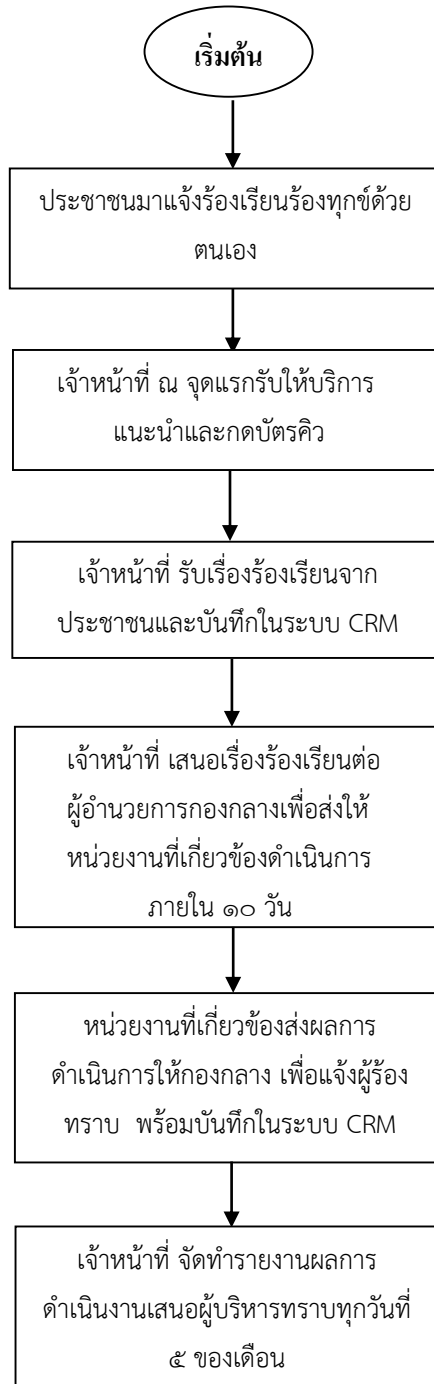 เริ่มต้น
ประชาชนมาแจ้งร้องเรียนร้องทุกข์ด้วย
ตนเอง
เจ้าหน้าที่ ณ จุดแรกรับให้บริการ
แนะนำและกดบัตรคิว
เจ้าหน้าที่ รับเรื่องร้องเรียนจาก
ประชาชนและบันทึกในระบบ CRM
เจ้าหน้าที่ เสนอเรื่องร้องเรียนต่อ
ผู้อำนวยการกองกลางเพื่อส่งให้
หน่วยงานที่เกี่ยวข้องดำเนินการ
ภายใน ๑๐ วัน
หน่วยงานที่เกี่ยวข้องส่งผลการ
ดำเนินการให้กองกลาง เพื่อแจ้งผู้ร้อง
ทราบ พร้อมบันทึกในระบบ CRM
เจ้าหน้าที่ จัดทำรายงานผลการ
ดำเนินงานเสนอผู้บริหารทราบทุกวันที่
๕ ของเดือน